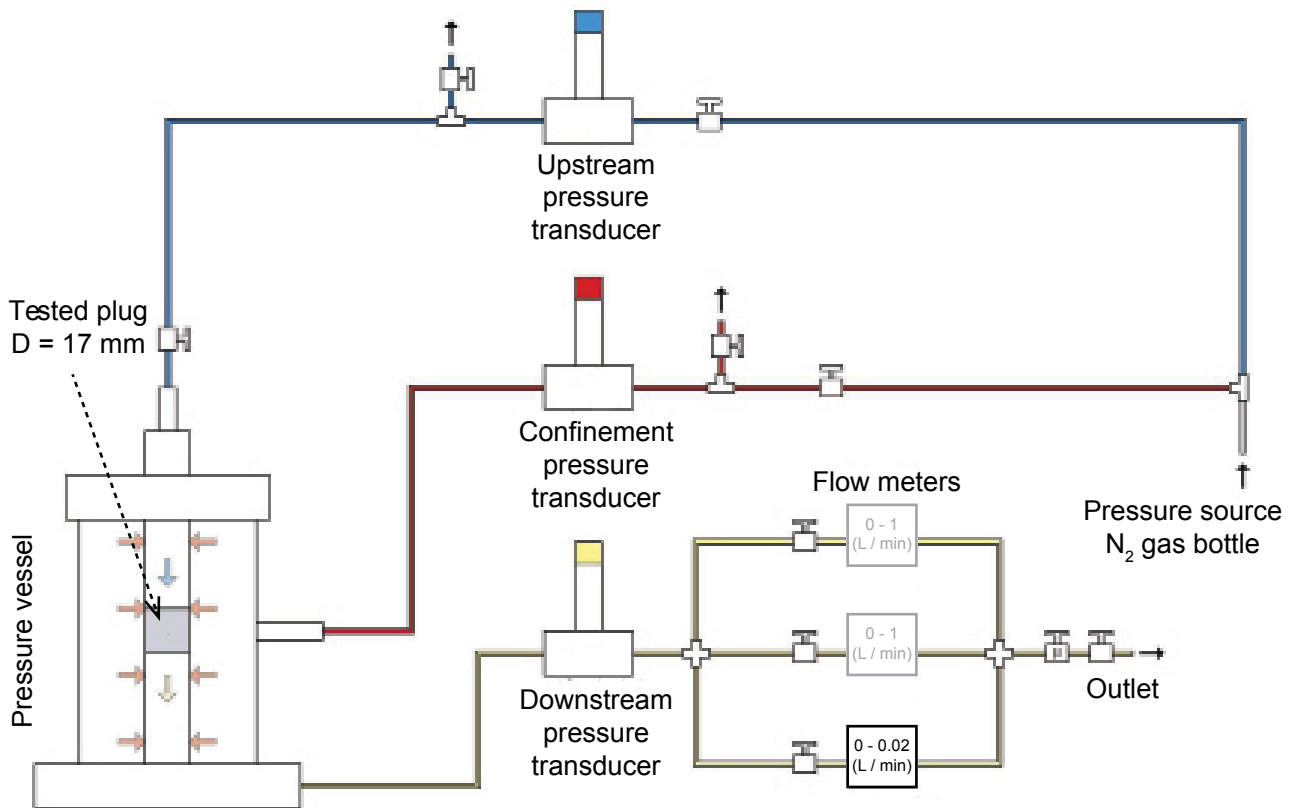 Upstream
pressure
transducer
Tested plug
D = 17 mm
Confinement
pressure
transducer
Flow meters
Pressure source
N₂ gas bottle
0 - 1
(L / min)
Pressure vessel
0 - 1
(L / min)
Downstream
pressure
transducer
Outlet
0 - 0.02
(L / min)